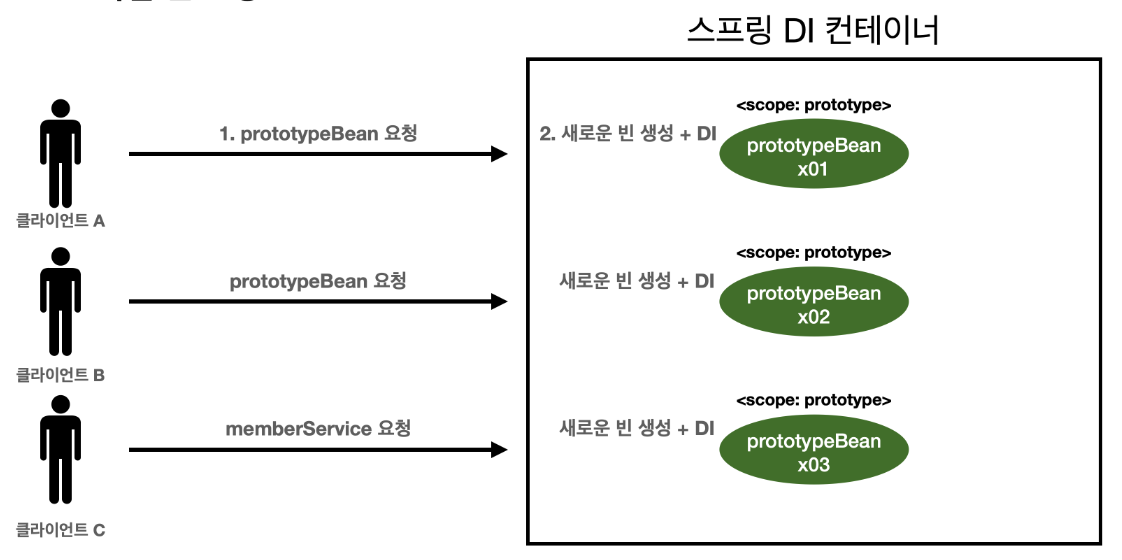 스프링 DI 컨테이너
<scope: prototype>
1. prototypeBean 요청
2. 새로운 빈 생성 + DI
prototypeBean
x01
클라이언트 A
<scope: prototype>
prototypeBean 요청
새로운 빈 생성 + DI
prototypeBean
x02
클라이언트 B
<scope: prototype>
memberService 요청
새로운 빈 생성 + DI
prototypeBean
x03
클라이언트 C